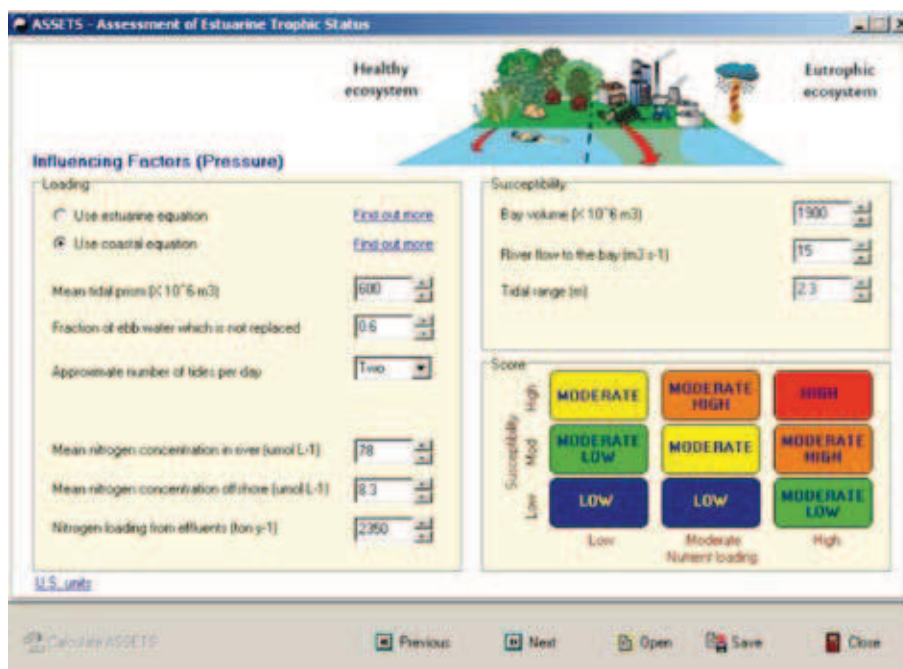 ASSETS - Assessment of Estuarine Trophic Status
Healthy
ecosystem
Eutrophic
ecosystem
Influencing Factors (Pressure)
Loading
Use estuarine equation
Find out more
Use coastal equation
Find out more
Mean tidal prism (X 10^6 m3)
600
Fraction of ebb water which is not replaced
0.6
Approximate number of tides per day
Two
Mean nitrogen concentration in river (umol L-1)
78
Mean nitrogen concentration offshore (umol L-1)
8.3
Nitrogen loading from effluents (ton y-1)
2350
U.S. units
Susceptibility
Bay volume (X 10^6 m3)
1900
River flow to the bay (m3 s-1)
15
Tidal range (m)
2.3
Score
Susceptibility
High
MODERATE
MODERATE
HIGH
HIGH
Mod
MODERATE
LOW
MODERATE
MODERATE
HIGH
Low
LOW
LOW
MODERATE
LOW
Low
Moderate
High
Nutrient loading
Calculate ASSETS
Previous
Next
Open
Save
Close